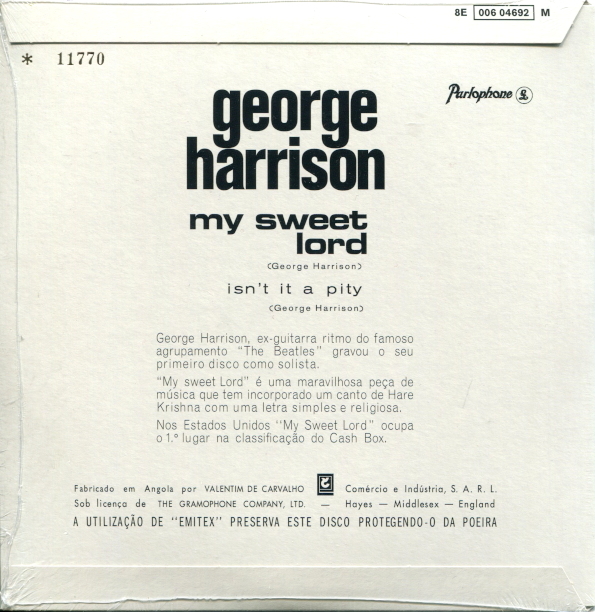 8E 006 04692 M
* 11770
Parlophone
george
harrison
my sweet
lord
(George Harrison)
isn't it a pity
(George Harrison)
George Harrison, ex-guitarra ritmo do famoso
agrupamento "The Beatles" gravou o seu
primeiro disco como solista.
"My sweet Lord" é uma maravilhosa peça de
música que tem incorporado um canto de Hare
Krishna com uma letra simples e religiosa.
Nos Estados Unidos "My Sweet Lord" ocupa
o 1.º lugar na classificação do Cash Box.
Fabricado em Angola por VALENTIM DE CARVALHO Comércio e Indústria, S. A. R. L.
Sob licença de THE GRAMOPHONE COMPANY, LTD. — Hayes — Middlesex — England
A UTILIZAÇÃO DE "EMITEX" PRESERVA ESTE DISCO PROTEGENDO-O DA POEIRA